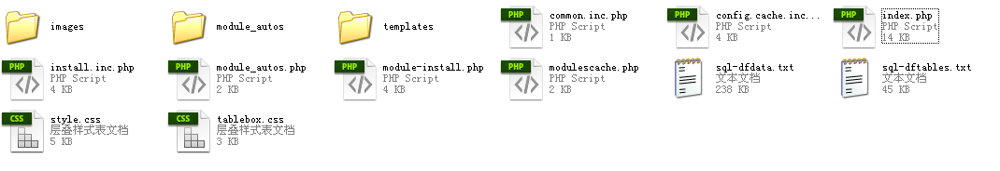 images
module_autos
templates
PHP
common.inc.php
PHP Script
1 KB
PHP
config.cache.inc...
PHP Script
4 KB
PHP
index.php
PHP Script
14 KB
PHP
install.inc.php
PHP Script
4 KB
PHP
module_autos.php
PHP Script
2 KB
PHP
module-install.php
PHP Script
4 KB
PHP
modulescache.php
PHP Script
2 KB
sql-dfdata.txt
文本文档
238 KB
sql-dftables.txt
文本文档
45 KB
CSS
style.css
层叠样式表文档
5 KB
CSS
tablebox.css
层叠样式表文档
3 KB